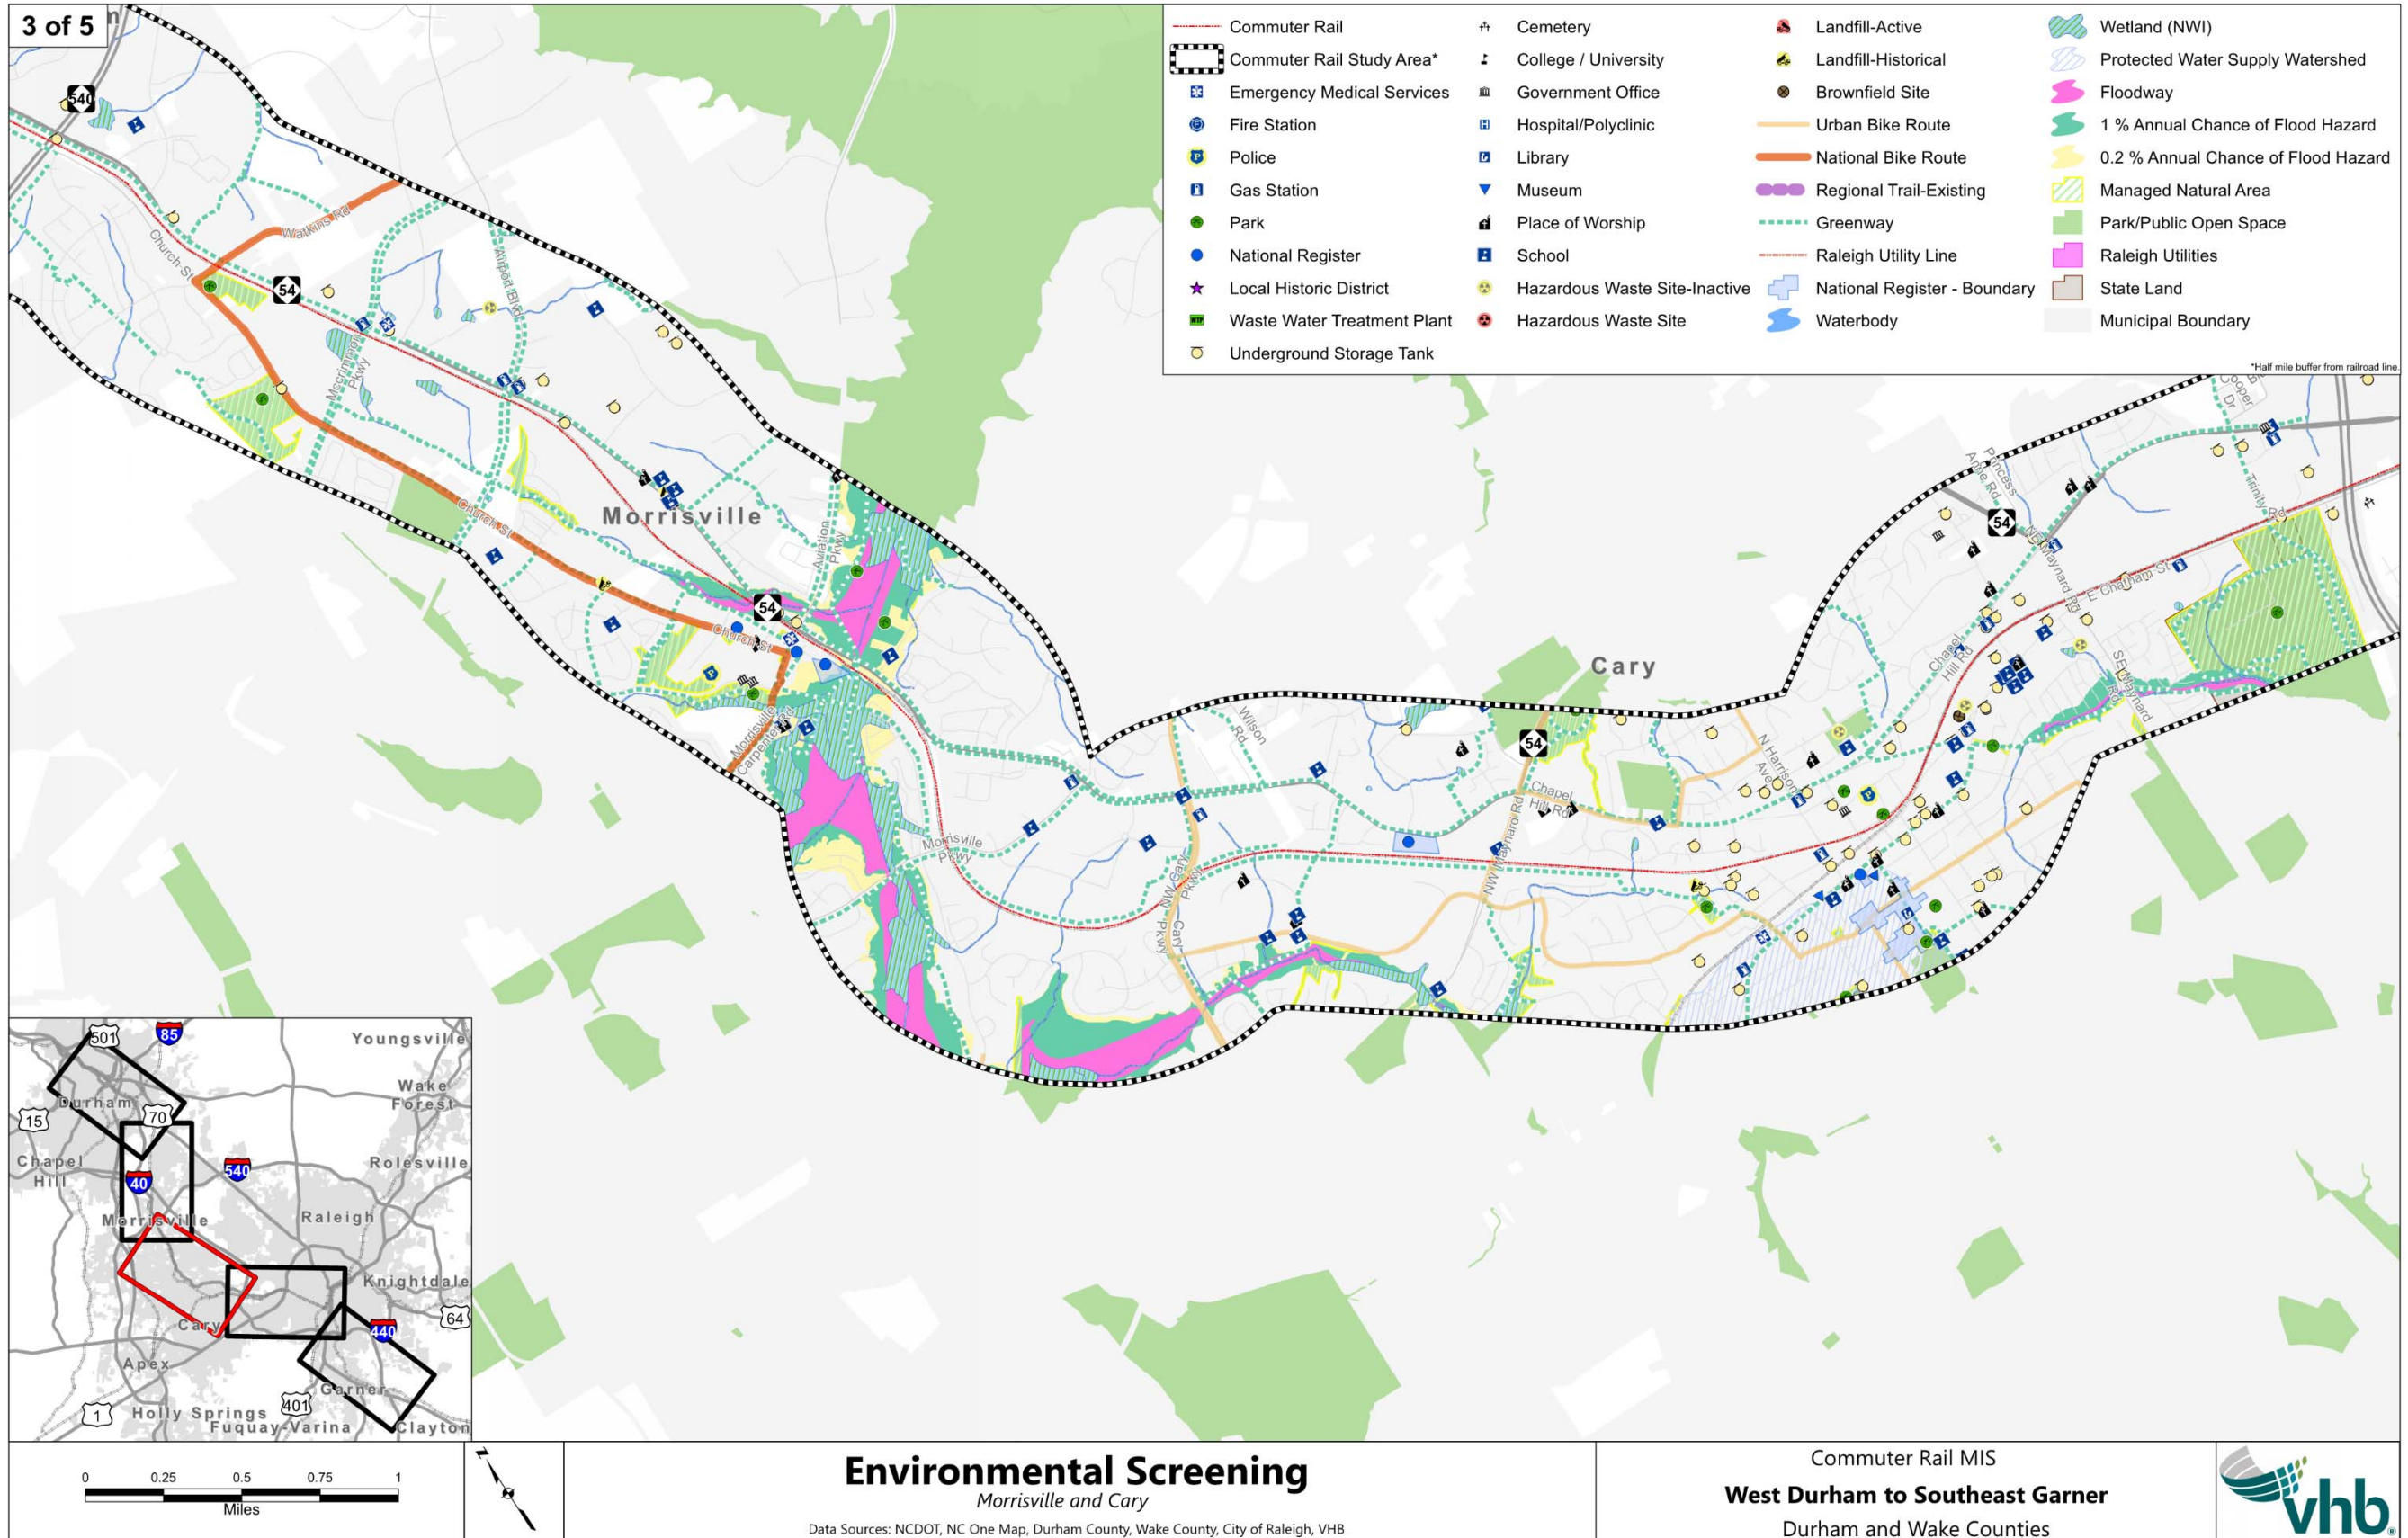 3 of 5
Commuter Rail
Commuter Rail Study Area*
Emergency Medical Services
Fire Station
Police
Gas Station
Park
National Register
Local Historic District
Waste Water Treatment Plant
Underground Storage Tank
Cemetery
College / University
Government Office
Hospital/Polyclinic
Library
Museum
Place of Worship
School
Hazardous Waste Site-Inactive
Hazardous Waste Site
Landfill-Active
Landfill-Historical
Brownfield Site
Urban Bike Route
National Bike Route
Regional Trail-Existing
Greenway
Raleigh Utility Line
National Register - Boundary
Waterbody
Wetland (NWI)
Protected Water Supply Watershed
Floodway
1 % Annual Chance of Flood Hazard
0.2 % Annual Chance of Flood Hazard
Managed Natural Area
Park/Public Open Space
Raleigh Utilities
State Land
Municipal Boundary
*Half mile buffer from railroad line.
540
Church St
Watkins Rd
54
Airport Blvd
Mccrimmon
Pkwy
Church St
Morrisville
Aviation
Pkwy
54
Church St
Morrisville
Carpenter Rd
Morrisville
Pkwy
Wilson
Rd
NW Cary
Pkwy
Cary
Pkwy
Cary
54
Chapel
Hill Rd
NW Maynard Rd
N Harrison
Ave
Chapel
Hill Rd
Princess
Anne Rd
54
NE Maynard Rd
E Chatham St
SE Maynard
Rd
Trinity
Rd
Dr
501
85
Youngsville
Wake
Forest
Durham
70
15
Chapel
Hill
40
540
Rolesville
Morrisville
Raleigh
Knightdale
64
Cary
440
Apex
Garner
401
1
Holly Springs
Fuquay-Varina
Clayton
0 0.25 0.5 0.75 1
Miles
Z
Environmental Screening
Morrisville and Cary
Data Sources: NCDOT, NC One Map, Durham County, Wake County, City of Raleigh, VHB
Commuter Rail MIS
West Durham to Southeast Garner
Durham and Wake Counties
vhb